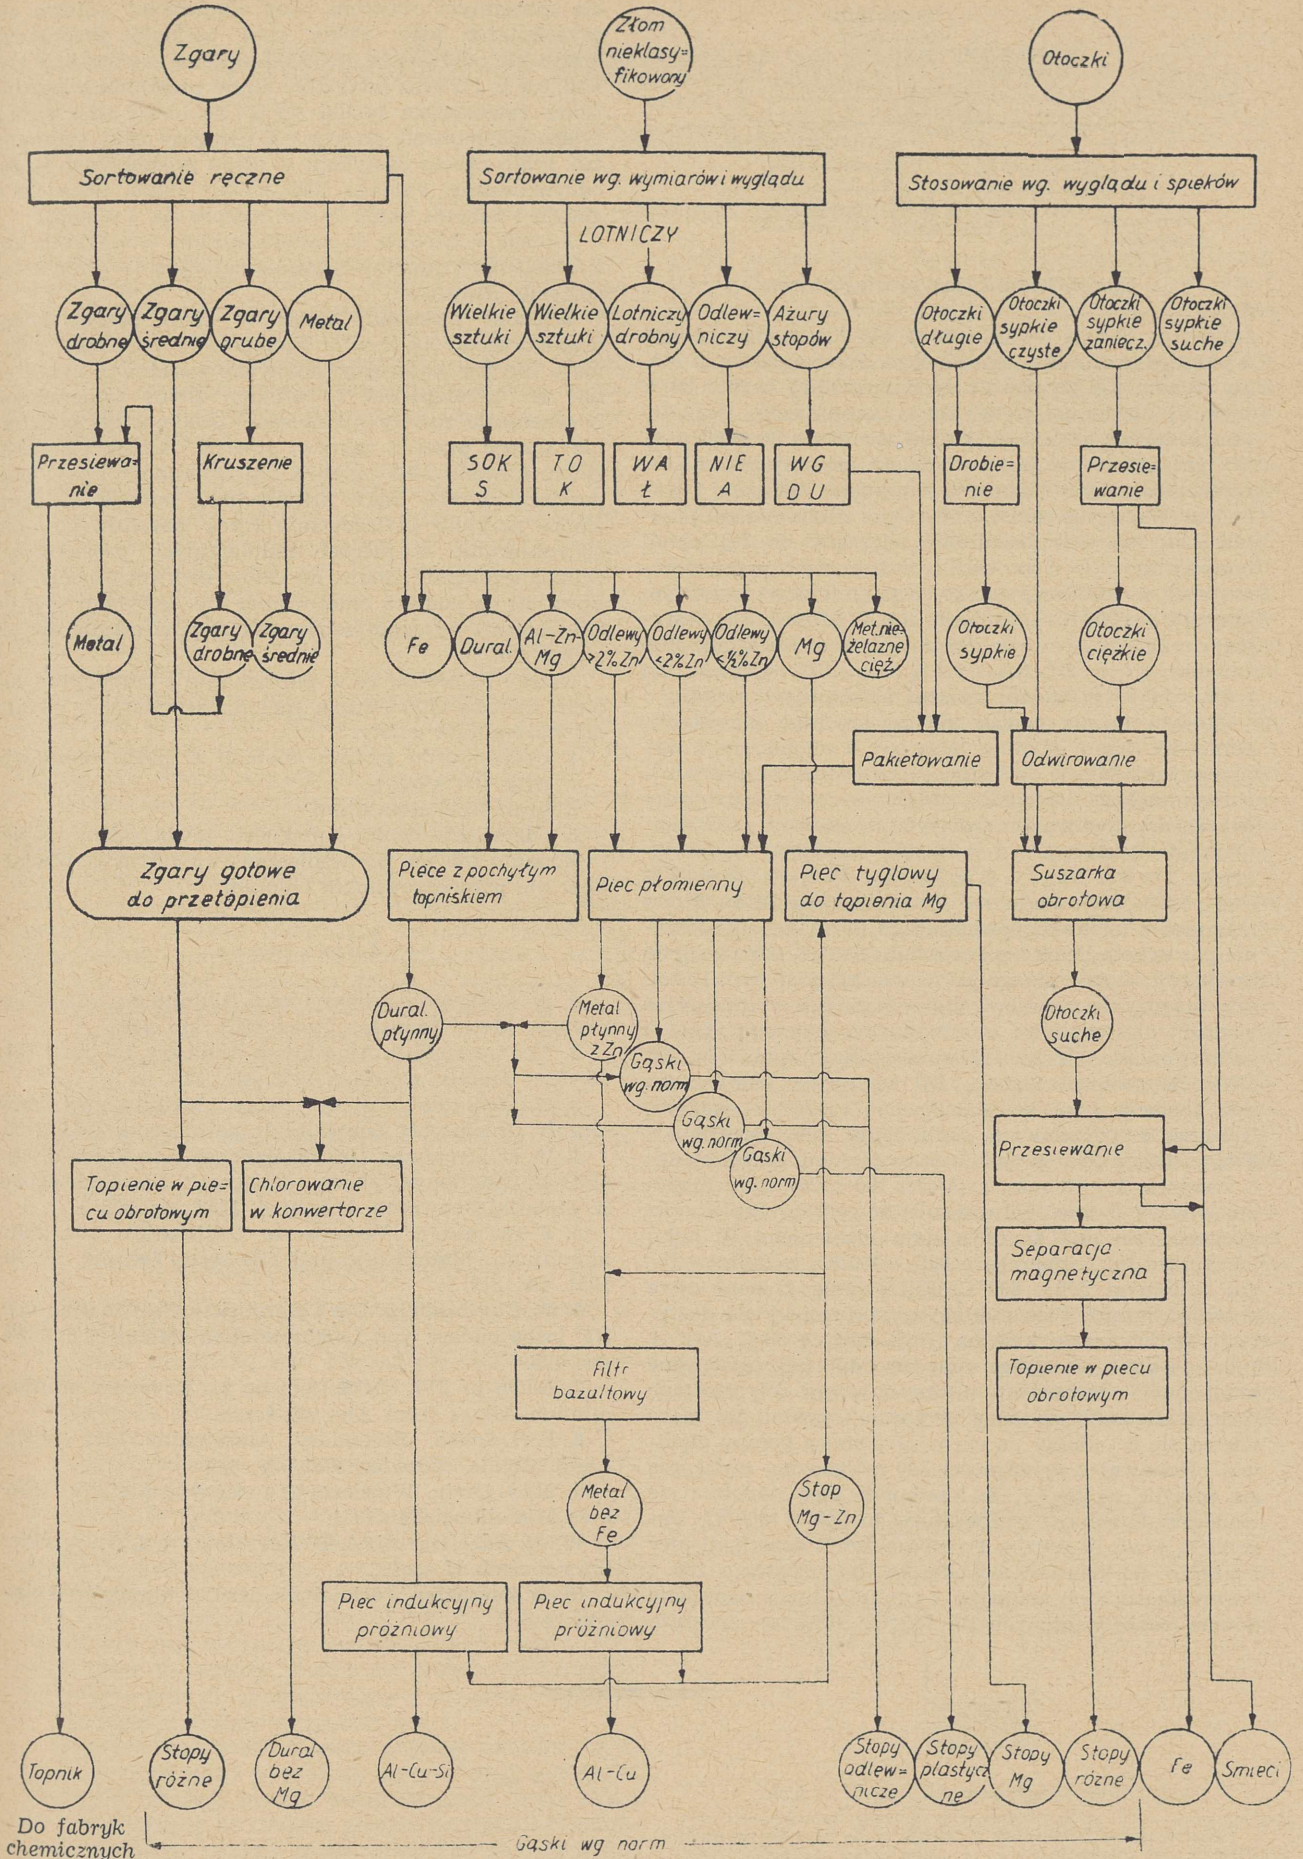 Zgary
Złom
nieklasy=
fikowany
Otoczki
Sortowanie ręczne
Sortowanie wg. wymiarów i wyglądu
Stosowanie wg. wyglądu i spieków
LOTNICZY
Zgary
drobne
Zgary
średnie
Zgary
grube
Metal
Wielkie
sztuki
Wielkie
sztuki
Lotniczy
drobny
Odlew=
niczy
Ażury
stopów
Otoczki
długie
Otoczki
sypkie
czyste
Otoczki
sypkie
zaniecz.
Otoczki
sypkie
suche
Przesiewa=
nie
Kruszenie
SOK
S
TO
K
WA
Ł
NIE
A
WG
DU
Drobie=
nie
Przesie=
wanie
Metal
Zgary
drobne
Zgary
średnie
Fe
Dural.
Al-Zn-
Mg
Odlewy
>2%Zn
Odlewy
<2%Zn
Odlewy
<½%Zn
Mg
Met.nie=
żelazne
cięż.
Otoczki
sypkie
Otoczki
ciężkie
Pakietowanie
Odwirowanie
Zgary gotowe
do przetopienia
Piece z pochyłym
topniskiem
Piec płomienny
Piec tyglowy
do topienia Mg
Suszarka
obrotowa
Dural.
płynny
Metal
płynny
z Zn
Gąski
wg. norm
Gąski
wg. norm
Gąski
wg. norm
Otoczki
suche
Przesiewanie
Topienie w pie=
cu obrotowym
Chlorowanie
w konwertorze
Separacja
magnetyczna
Filtr
bazaltowy
Topienie w piecu
obrotowym
Metal
bez
Fe
Stop
Mg-Zn
Piec indukcyjny
próżniowy
Piec indukcyjny
próżniowy
Topnik
Stopy
różne
Dural
bez
Mg
Al-Cu-Si
Al-Cu
Stopy
odlew=
nicze
Stopy
plastycz
ne
Stopy
Mg
Stopy
różne
Fe
Smieci
Do fabryk
chemicznych
Gąski wg norm